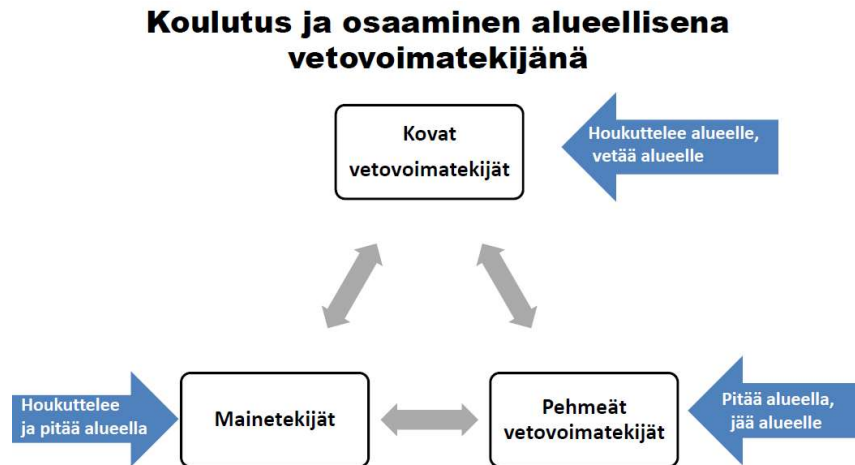 Koulutus ja osaaminen alueellisena
vetovoimatekijänä
Kovat
vetovoimatekijät
Houkuttelee alueelle,
vetää alueelle
Houkuttelee
ja pitää alueella
Mainetekijät
Pehmeät
vetovoimatekijät
Pitää alueella,
jää alueelle